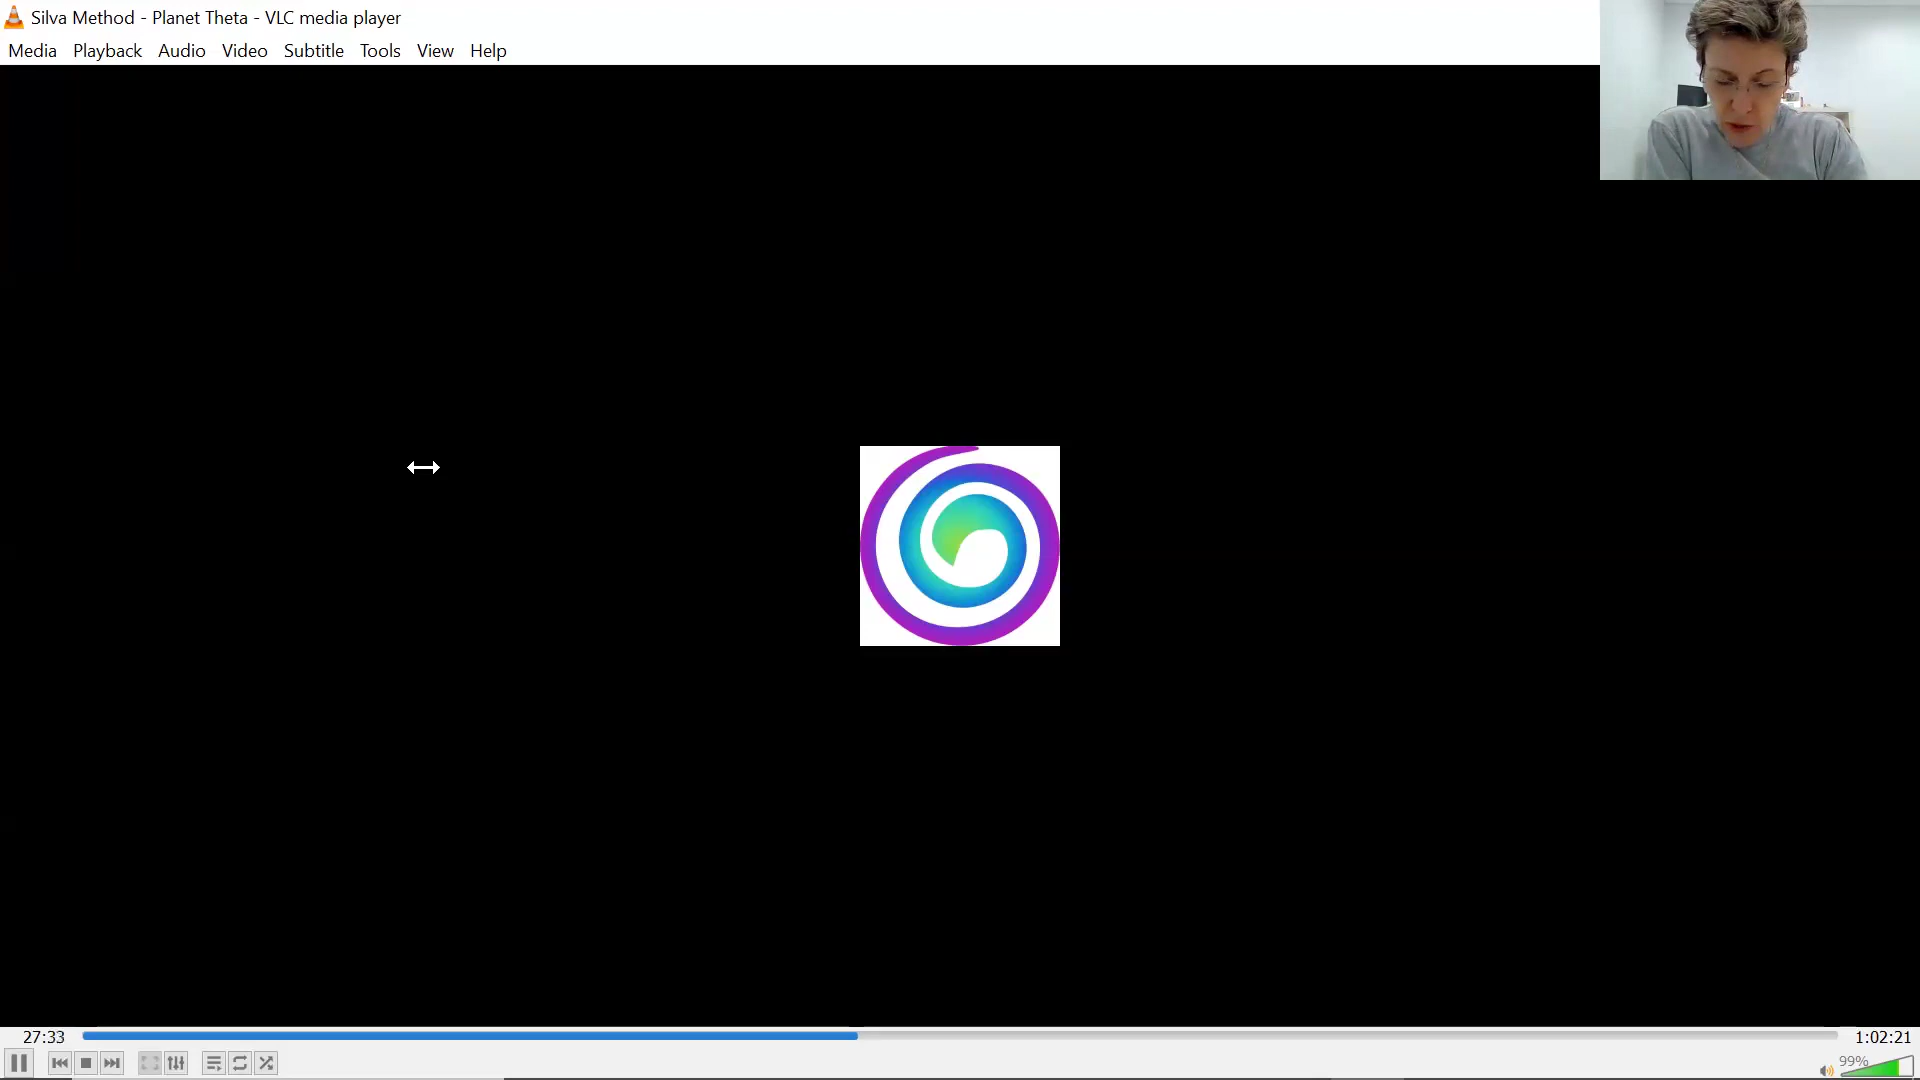 Silva Method - Planet Theta - VLC media player
Media Playback Audio Video Subtitle Tools View Help
27:33
1:02:21
99%